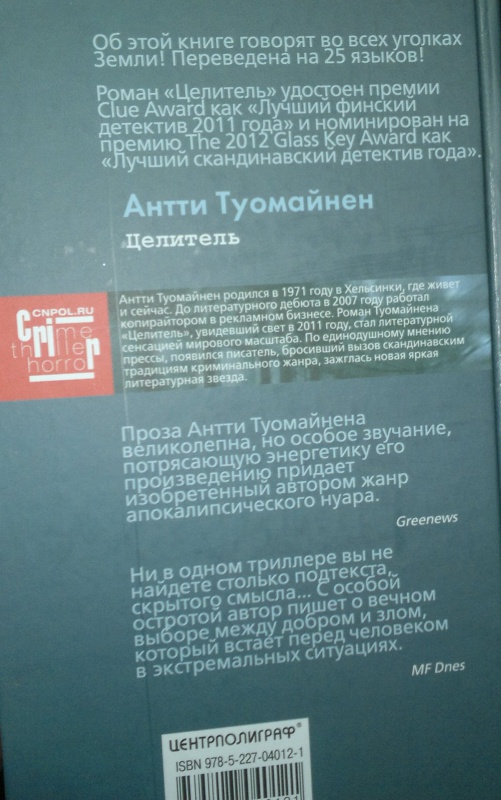 Об этой книге говорят во всех уголках
Земли! Переведена на 25 языков!
Роман «Целитель» удостоен премии
Clue Award как «Лучший финский
детектив 2011 года» и номинирован на
премию The 2012 Glass Key Award как
«Лучший скандинавский детектив года».
Антти Туомайнен
Целитель
CNPOL.RU
crime
thriller
horror
Антти Туомайнен родился в 1971 году в Хельсинки, где живет
и сейчас. До литературного дебюта в 2007 году работал
копирайтором в рекламном бизнесе. Роман Туомайнена
«Целитель», увидевший свет в 2011 году, стал литературной
сенсацией мирового масштаба. По единодушному мнению
прессы, появился писатель, бросивший вызов скандинавским
традициям криминального жанра, зажглась новая яркая
литературная звезда.
Проза Антти Туомайнена
великолепна, но особое звучание,
потрясающую энергетику его
произведению придает
изобретенный автором жанр
апокалипсического нуара.
Greenews
Ни в одном триллере вы не
найдете столько подтекста,
скрытого смысла... С особой
остротой автор пишет о вечном
выборе между добром и злом,
который встает перед человеком
в экстремальных ситуациях.
MF Dnes
ЦЕНТРПОЛИГРАФ®
ISBN 978-5-227-04012-1